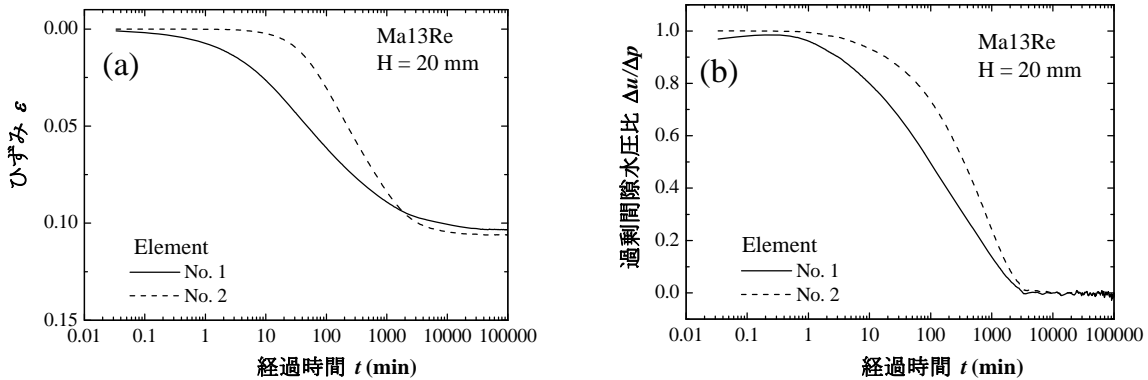 (a)
Ma13Re
H = 20 mm
ひずみ ε
0.00
0.05
0.10
0.15
Element
No. 1
No. 2
0.01 0.1 1 10 100 1000 10000 100000
経過時間 t (min)
(b)
Ma13Re
H = 20 mm
過剰間隙水圧比 Δu/Δp
1.0
0.8
0.6
0.4
0.2
0.0
Element
No. 1
No. 2
0.01 0.1 1 10 100 1000 10000 100000
経過時間 t (min)